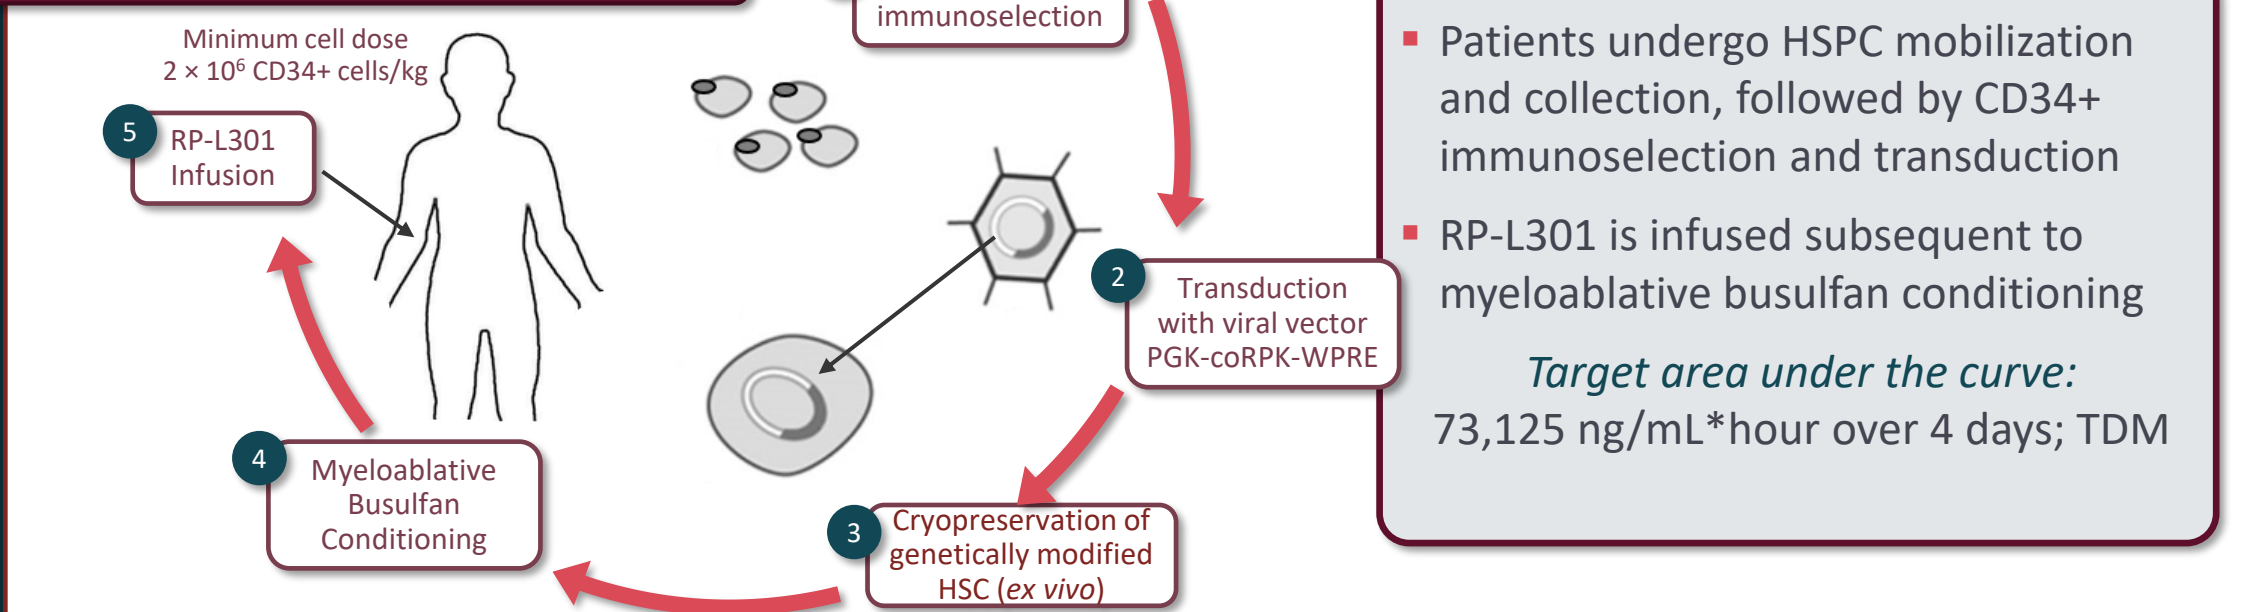 immunoselection
Minimum cell dose
2 × 10⁶ CD34+ cells/kg
5
RP-L301
Infusion
2
Transduction
with viral vector
PGK-coRPK-WPRE
4
Myeloablative
Busulfan
Conditioning
3
Cryopreservation of
genetically modified
HSC (ex vivo)
▪ Patients undergo HSPC mobilization
and collection, followed by CD34+
immunoselection and transduction
▪ RP-L301 is infused subsequent to
myeloablative busulfan conditioning
Target area under the curve:
73,125 ng/mL*hour over 4 days; TDM